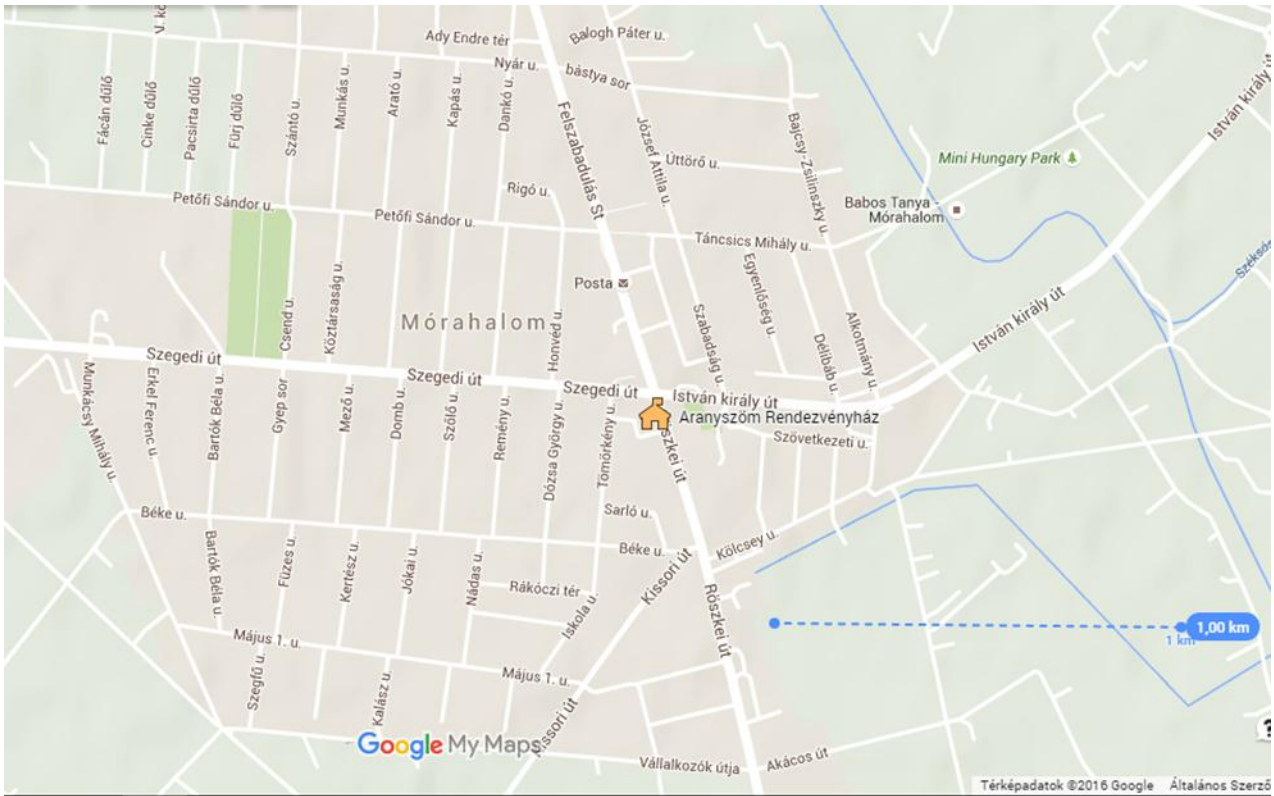 V. kö
Ady Endre tér
Balogh Páter u.
Nyár u.
bástya sor
Fácán dűlő
Cinke dűlő
Pacsirta dűlő
Fürj dűlő
Szántó u.
Munkás u.
Arató u.
Kapás u.
Dankó u.
Felszabadulás St
József Attila u.
Úttörő u.
Bajcsy-Zsilinszky u.
István király út
Mini Hungary Park
Babos Tanya -
Mórahalom
Petőfi Sándor u.
Petőfi Sándor u.
Rigó u.
Táncsics Mihály u.
Egyenlőség u.
Széksós
Posta
Csend u.
Köztársaság u.
Mórahalom
Honvéd u.
Szabadság u.
Délibáb u.
Alkotmány u.
István király út
Szegedi út
Szegedi út
Szegedi út
István király út
Aranyszöm Rendezvényház
Szövetkezeti u.
Munkácsy Mihály u.
Erkel Ferenc u.
Bartók Béla u.
Gyep sor
Mező u.
Domb u.
Szőlő u.
Remény u.
Dózsa György u.
Tömörkény u.
öszkei út
Sarló u.
Béke u.
Béke u.
Kölcsey u.
Bartók Béla u.
Füzes u.
Kertész u.
Jókai u.
Nádas u.
Rákóczi tér
Iskola u.
Kissori út
Röszkei út
1 km
1,00 km
Május 1. u.
Május 1. u.
Szegfű u.
Kalász u.
Kissori út
Google My Maps
Vállalkozók útja
Akácos út
?
Térképadatok ©2016 Google Általános Szerző